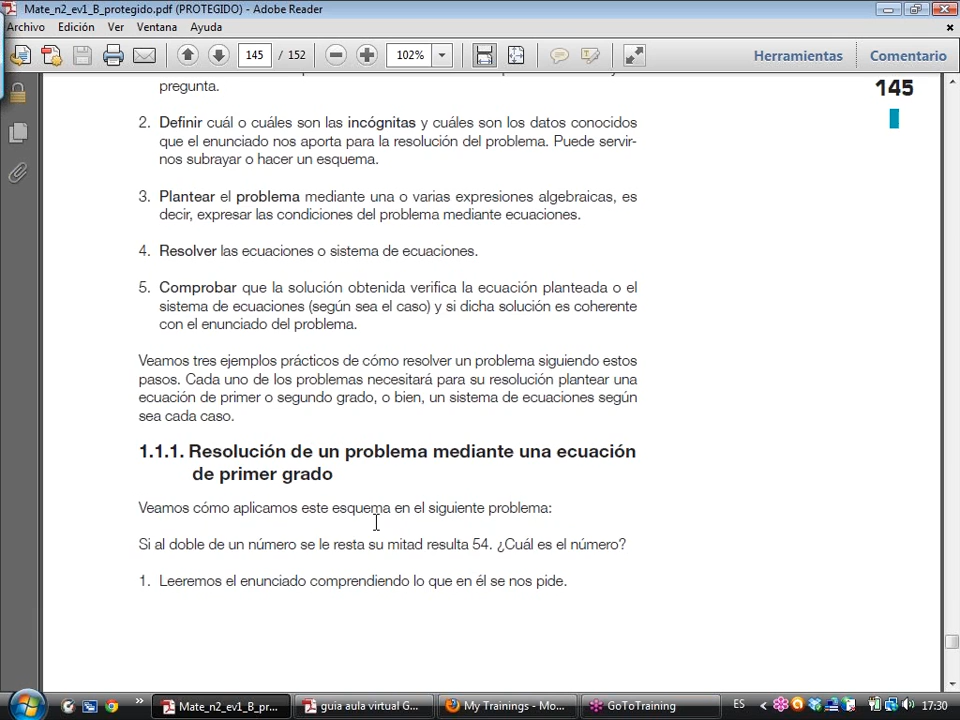 Mate_n2_ev1_B_protegido.pdf (PROTEGIDO) - Adobe Reader
Archivo Edición Ver Ventana Ayuda
145 / 152 102% Herramientas Comentario
pregunta.
145
2. Definir cuál o cuáles son las incógnitas y cuáles son los datos conocidos
que el enunciado nos aporta para la resolución del problema. Puede servir-
nos subrayar o hacer un esquema.
3. Plantear el problema mediante una o varias expresiones algebraicas, es
decir, expresar las condiciones del problema mediante ecuaciones.
4. Resolver las ecuaciones o sistema de ecuaciones.
5. Comprobar que la solución obtenida verifica la ecuación planteada o el
sistema de ecuaciones (según sea el caso) y si dicha solución es coherente
con el enunciado del problema.
Veamos tres ejemplos prácticos de cómo resolver un problema siguiendo estos
pasos. Cada uno de los problemas necesitará para su resolución plantear una
ecuación de primer o segundo grado, o bien, un sistema de ecuaciones según
sea cada caso.
1.1.1. Resolución de un problema mediante una ecuación
de primer grado
Veamos cómo aplicamos este esquema en el siguiente problema:
Si al doble de un número se le resta su mitad resulta 54. ¿Cuál es el número?
1. Leeremos el enunciado comprendiendo lo que en él se nos pide.
Mate_n2_ev1_B_pr... guia aula virtual G... My Trainings - Mo... GoToTraining ES 17:30